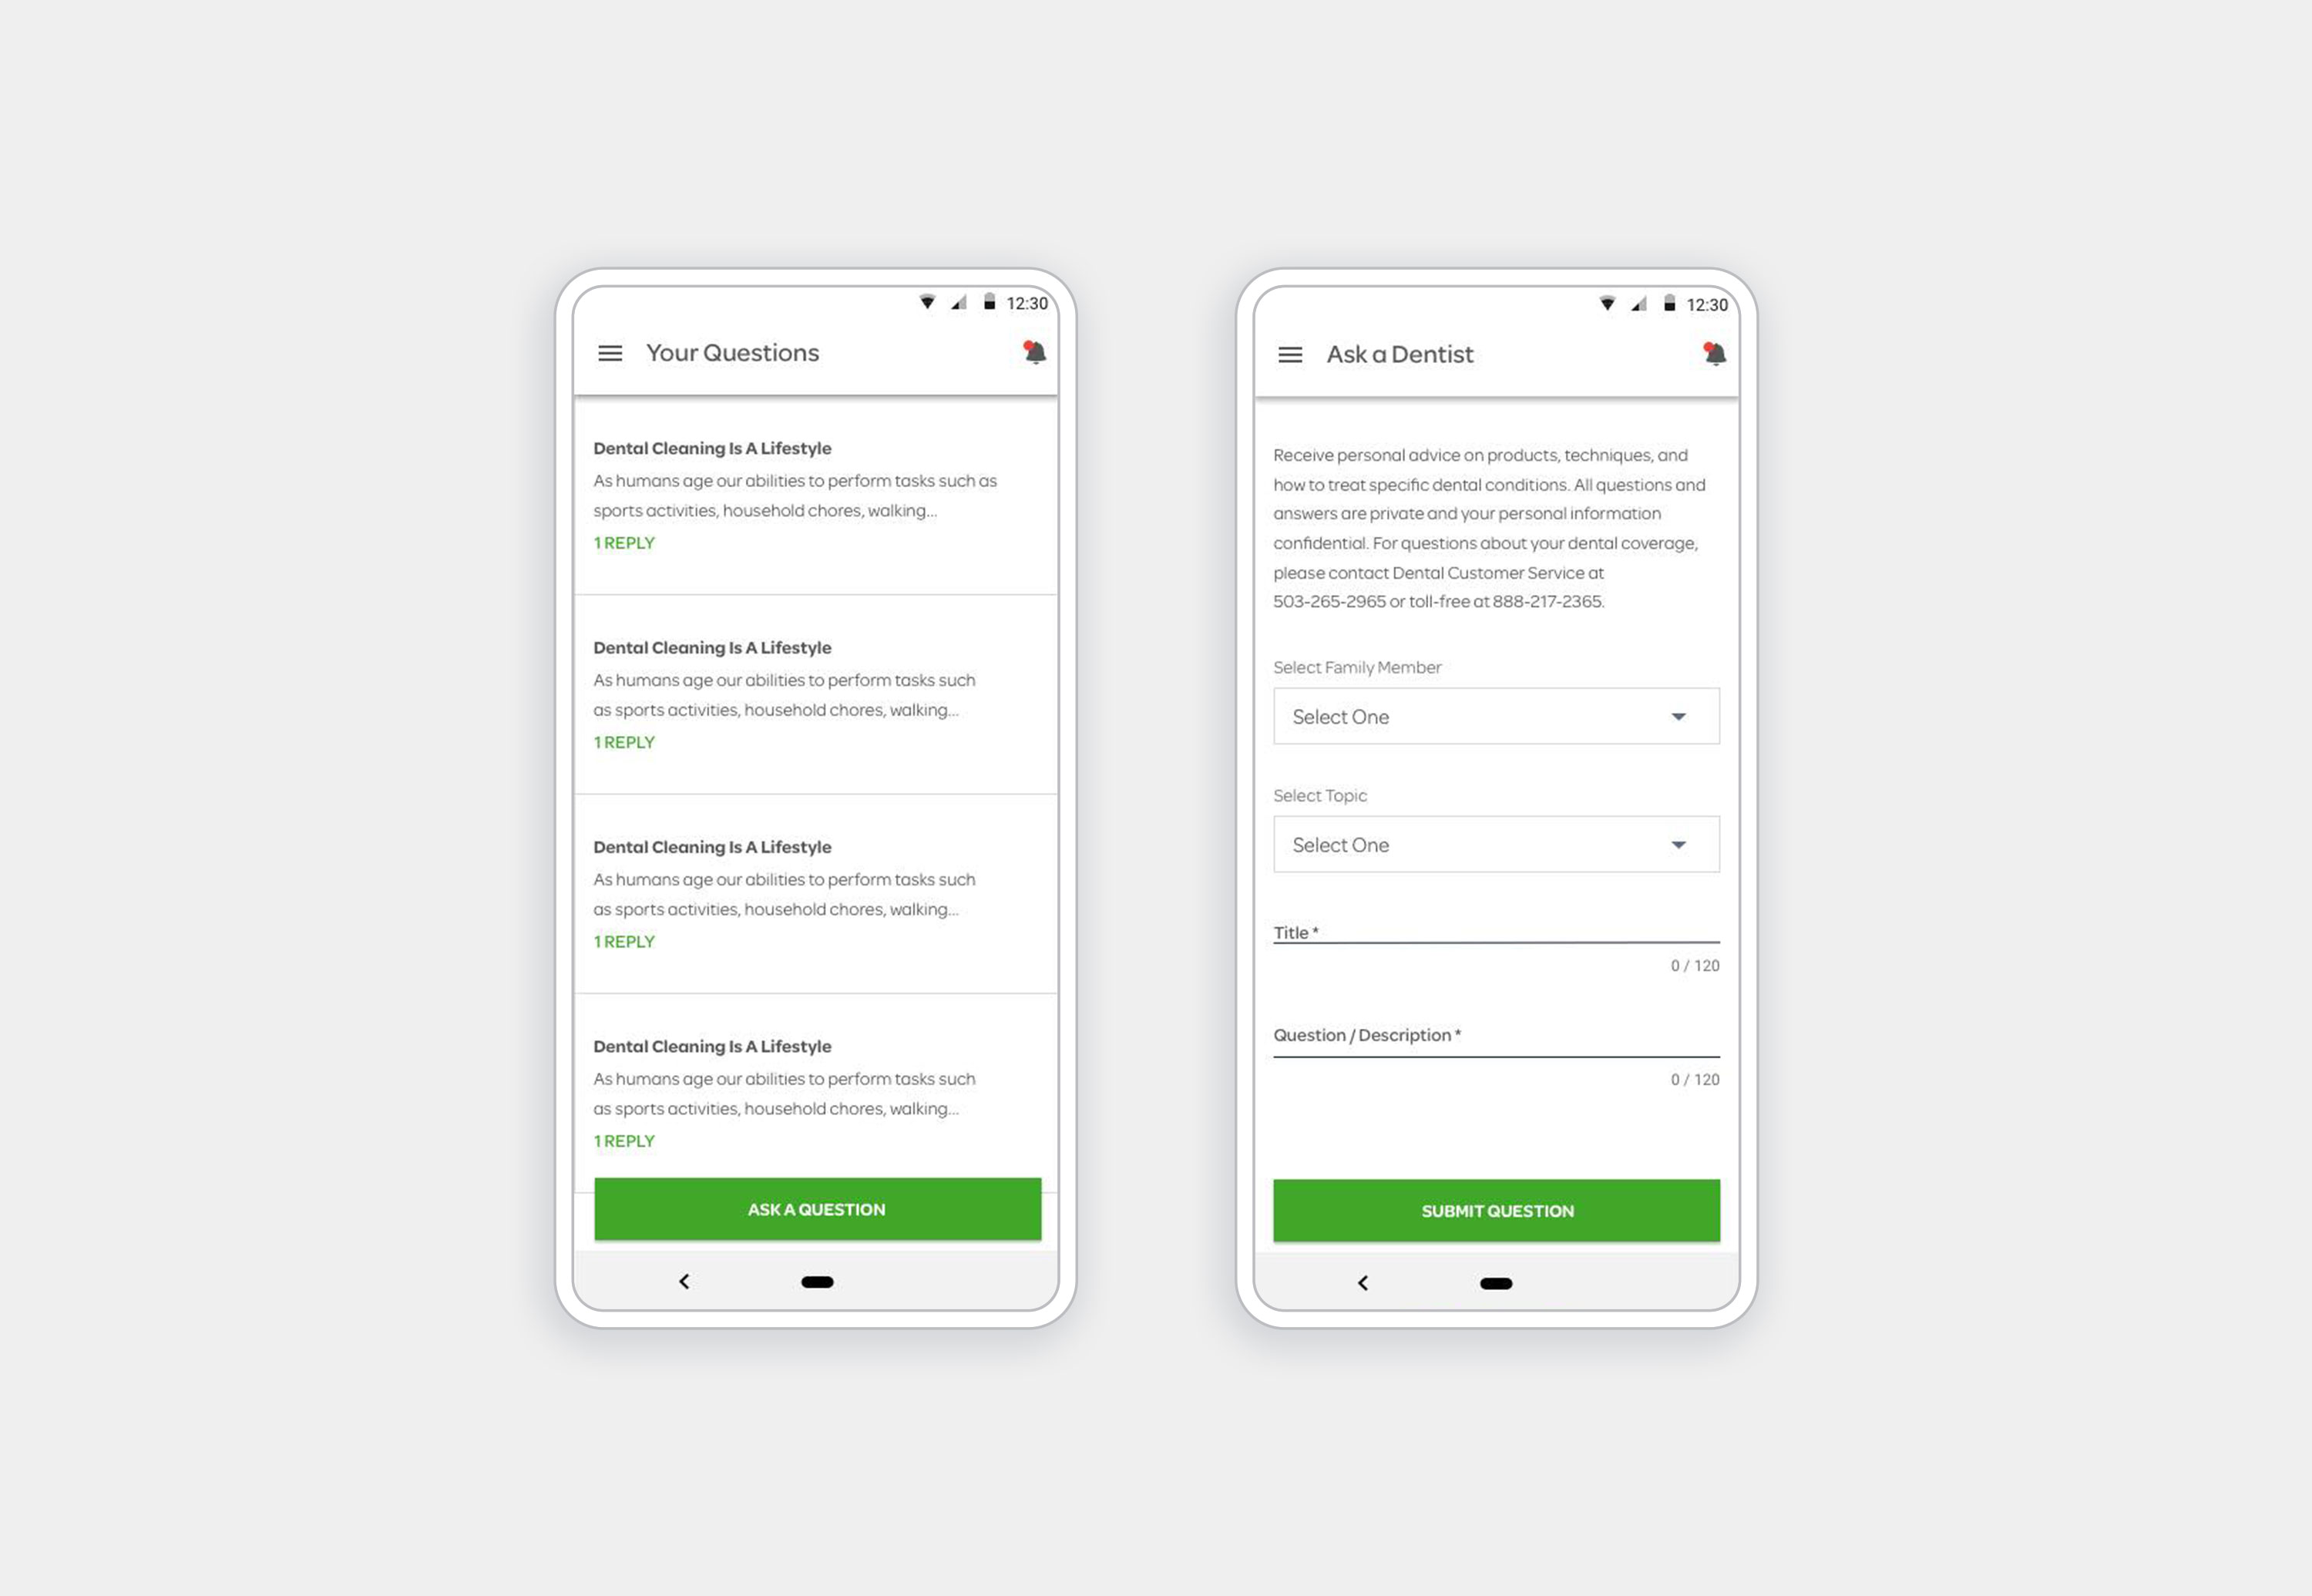 12:30
Your Questions
Dental Cleaning Is A Lifestyle
As humans age our abilities to perform tasks such as
sports activities, household chores, walking...
1 REPLY
Dental Cleaning Is A Lifestyle
As humans age our abilities to perform tasks such
as sports activities, household chores, walking...
1 REPLY
Dental Cleaning Is A Lifestyle
As humans age our abilities to perform tasks such
as sports activities, household chores, walking...
1 REPLY
Dental Cleaning Is A Lifestyle
As humans age our abilities to perform tasks such
as sports activities, household chores, walking...
1 REPLY
ASK A QUESTION
12:30
Ask a Dentist
Receive personal advice on products, techniques, and
how to treat specific dental conditions. All questions and
answers are private and your personal information
confidential. For questions about your dental coverage,
please contact Dental Customer Service at
503-265-2965 or toll-free at 888-217-2365.
Select Family Member
Select One
Select Topic
Select One
Title *
0 / 120
Question / Description *
0 / 120
SUBMIT QUESTION